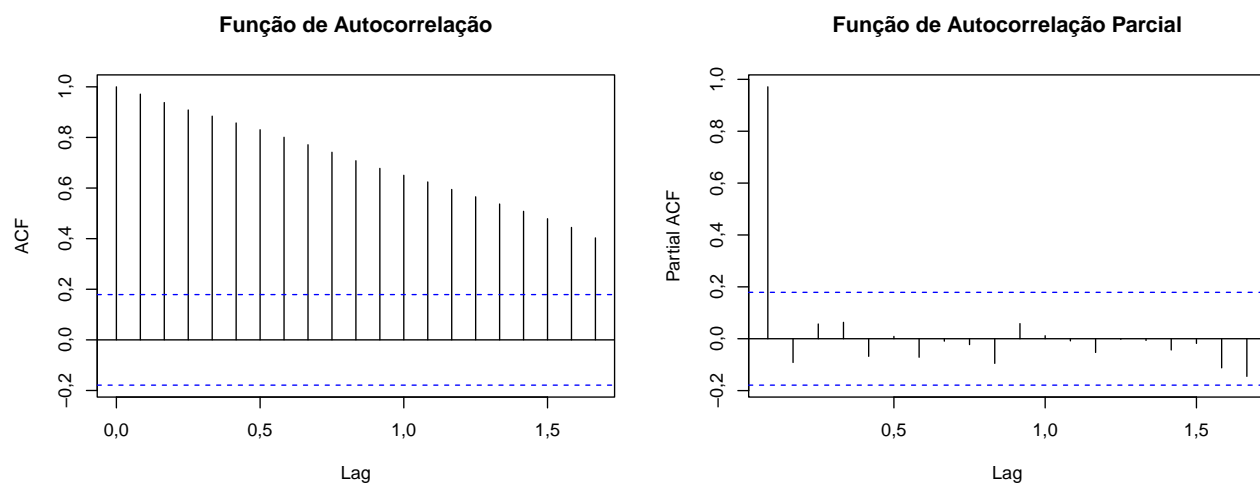 Função de Autocorrelação
ACF
1,0
0,8
0,6
0,4
0,2
0,0
−0,2
0,0 0,5 1,0 1,5
Lag
Função de Autocorrelação Parcial
Partial ACF
1,0
0,8
0,6
0,4
0,2
0,0
−0,2
0,5 1,0 1,5
Lag